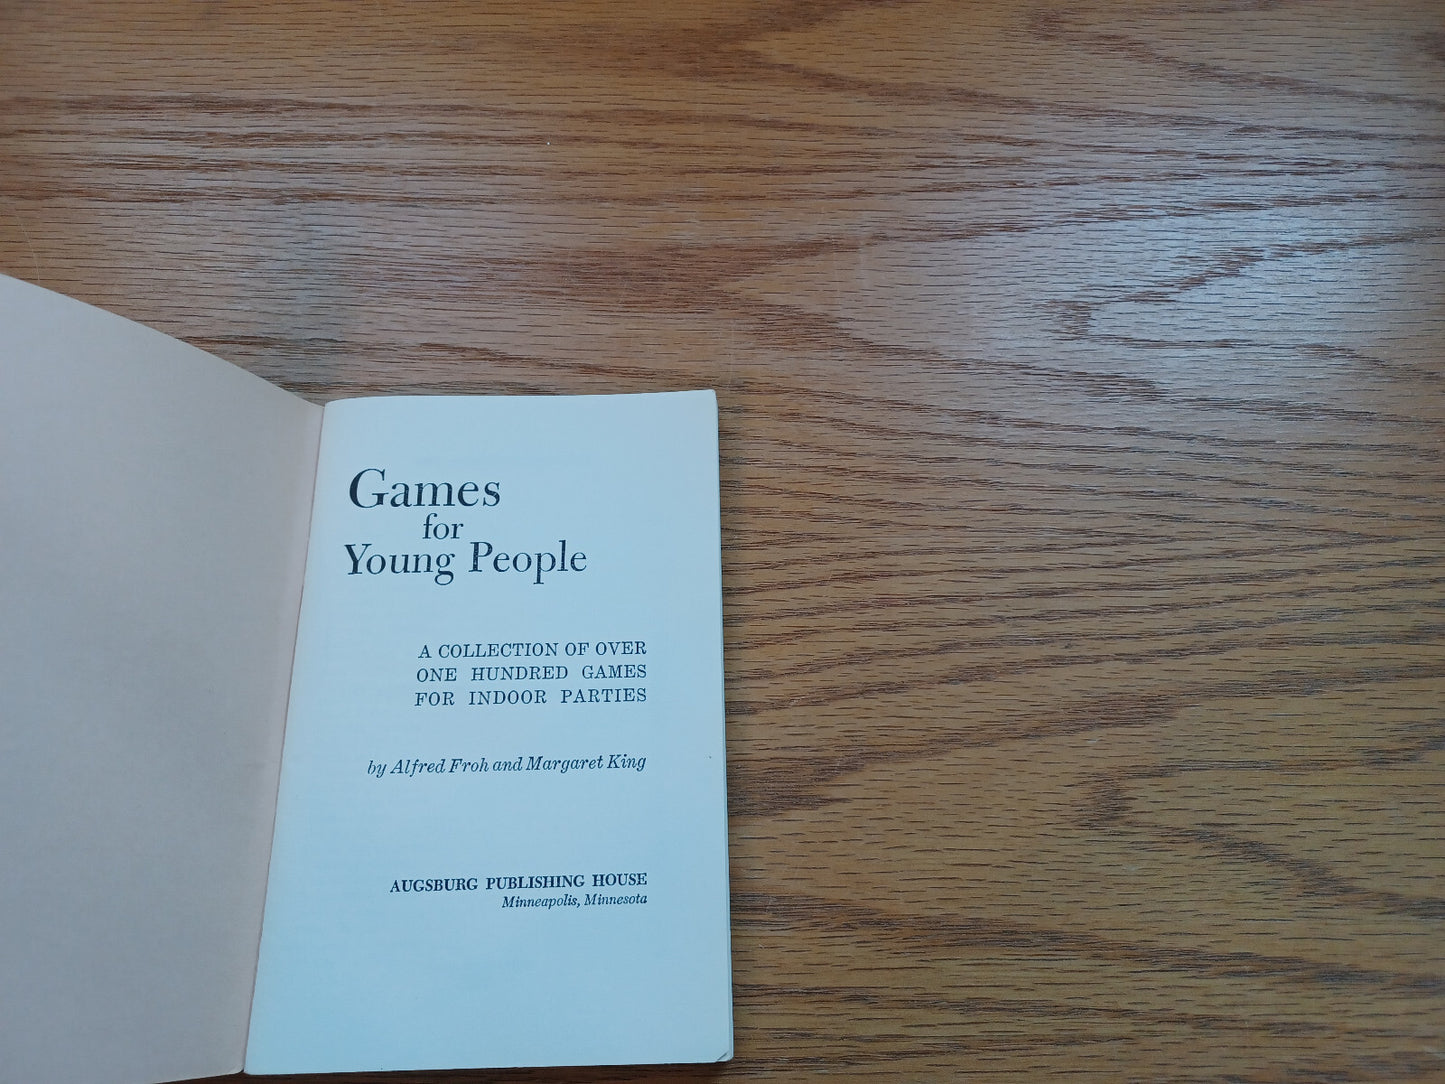 Games
for
Young People
A COLLECTION OF OVER
ONE HUNDRED GAMES
FOR INDOOR PARTIES
by Alfred Froh and Margaret King
AUGSBURG PUBLISHING HOUSE
Minneapolis, Minnesota